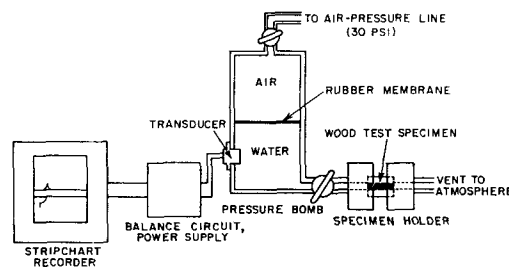 TO AIR-PRESSURE LINE
(30 PSI)
AIR
RUBBER MEMBRANE
TRANSDUCER
WOOD TEST SPECIMEN
WATER
VENT TO
ATMOSPHERE
PRESSURE BOMB
SPECIMEN HOLDER
BALANCE CIRCUIT,
POWER SUPPLY
STRIPCHART
RECORDER